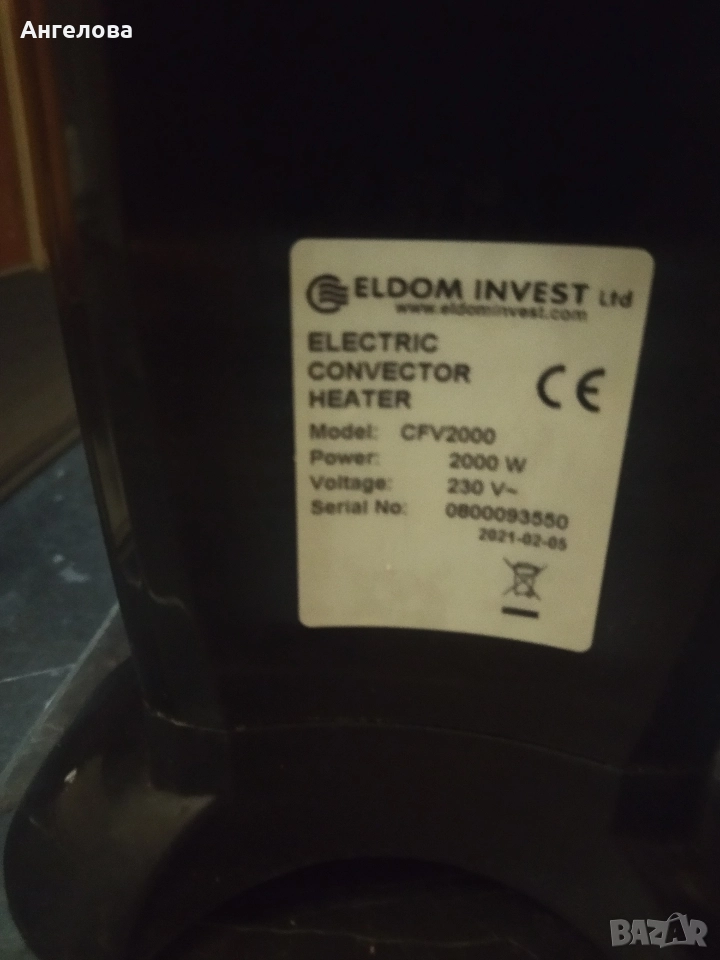 Ангелова
ELDOM INVEST Ltd
www.eldominvest.com
ELECTRIC
CONVECTOR
HEATER
CE
Model: CFV2000
Power: 2000 W
Voltage: 230 V~
Serial No: 0800093550
2021-02-05
BAZAR